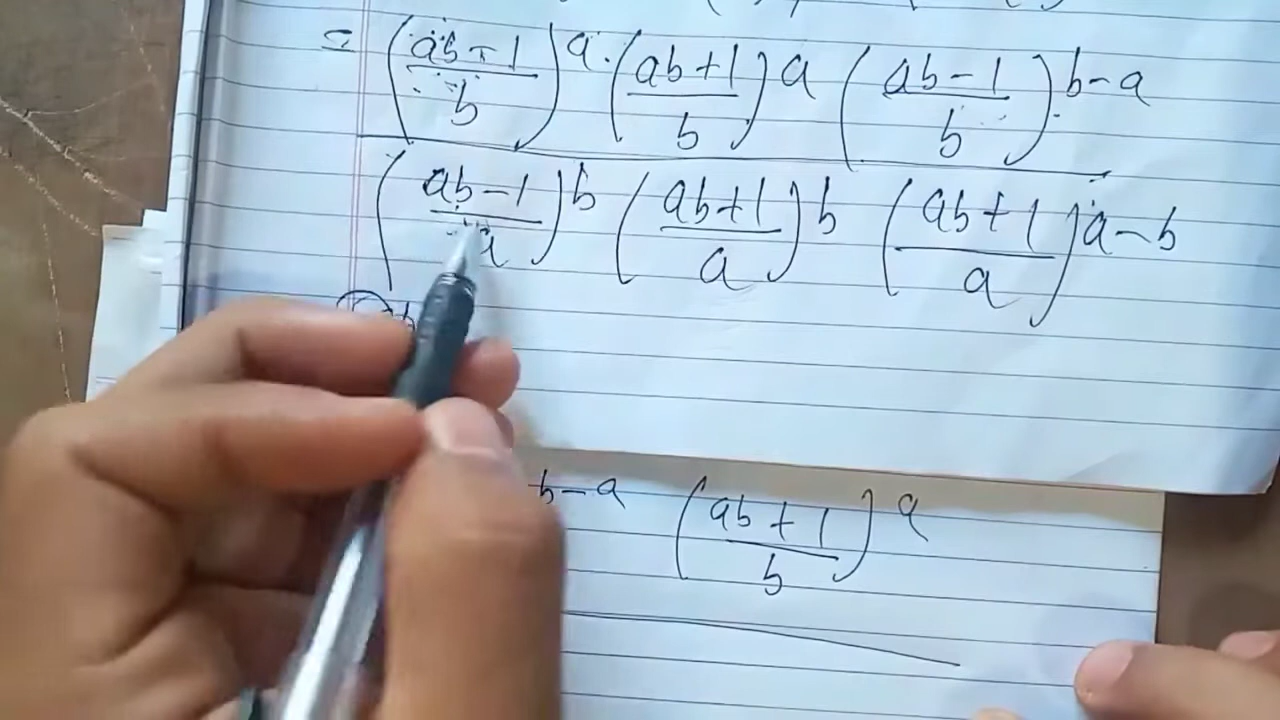 = (ab-1/b)^a · (ab+1/b)^a (ab-1/b)^b-a
(ab-1/a)^b (ab+1/a)^b (ab+1/a)^a-b
b-a (ab+1/b)^a